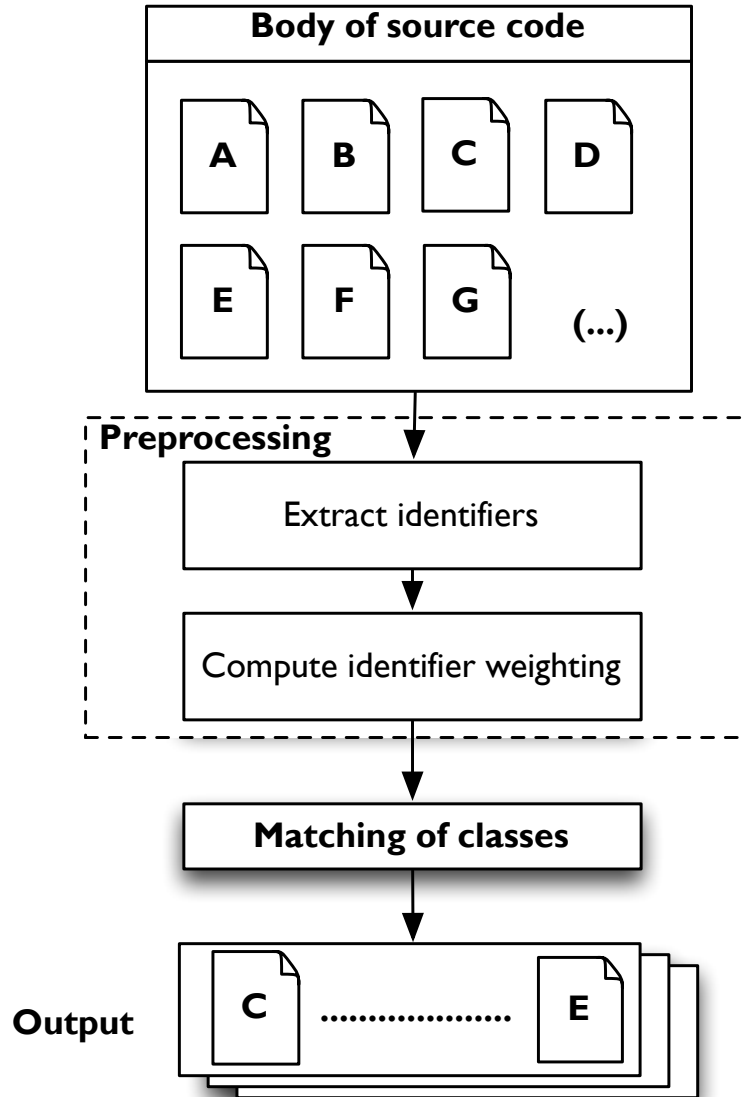 Body of source code
A B C D
E F G (...)
Preprocessing
Extract identifiers
Compute identifier weighting
Matching of classes
Output C ..................... E